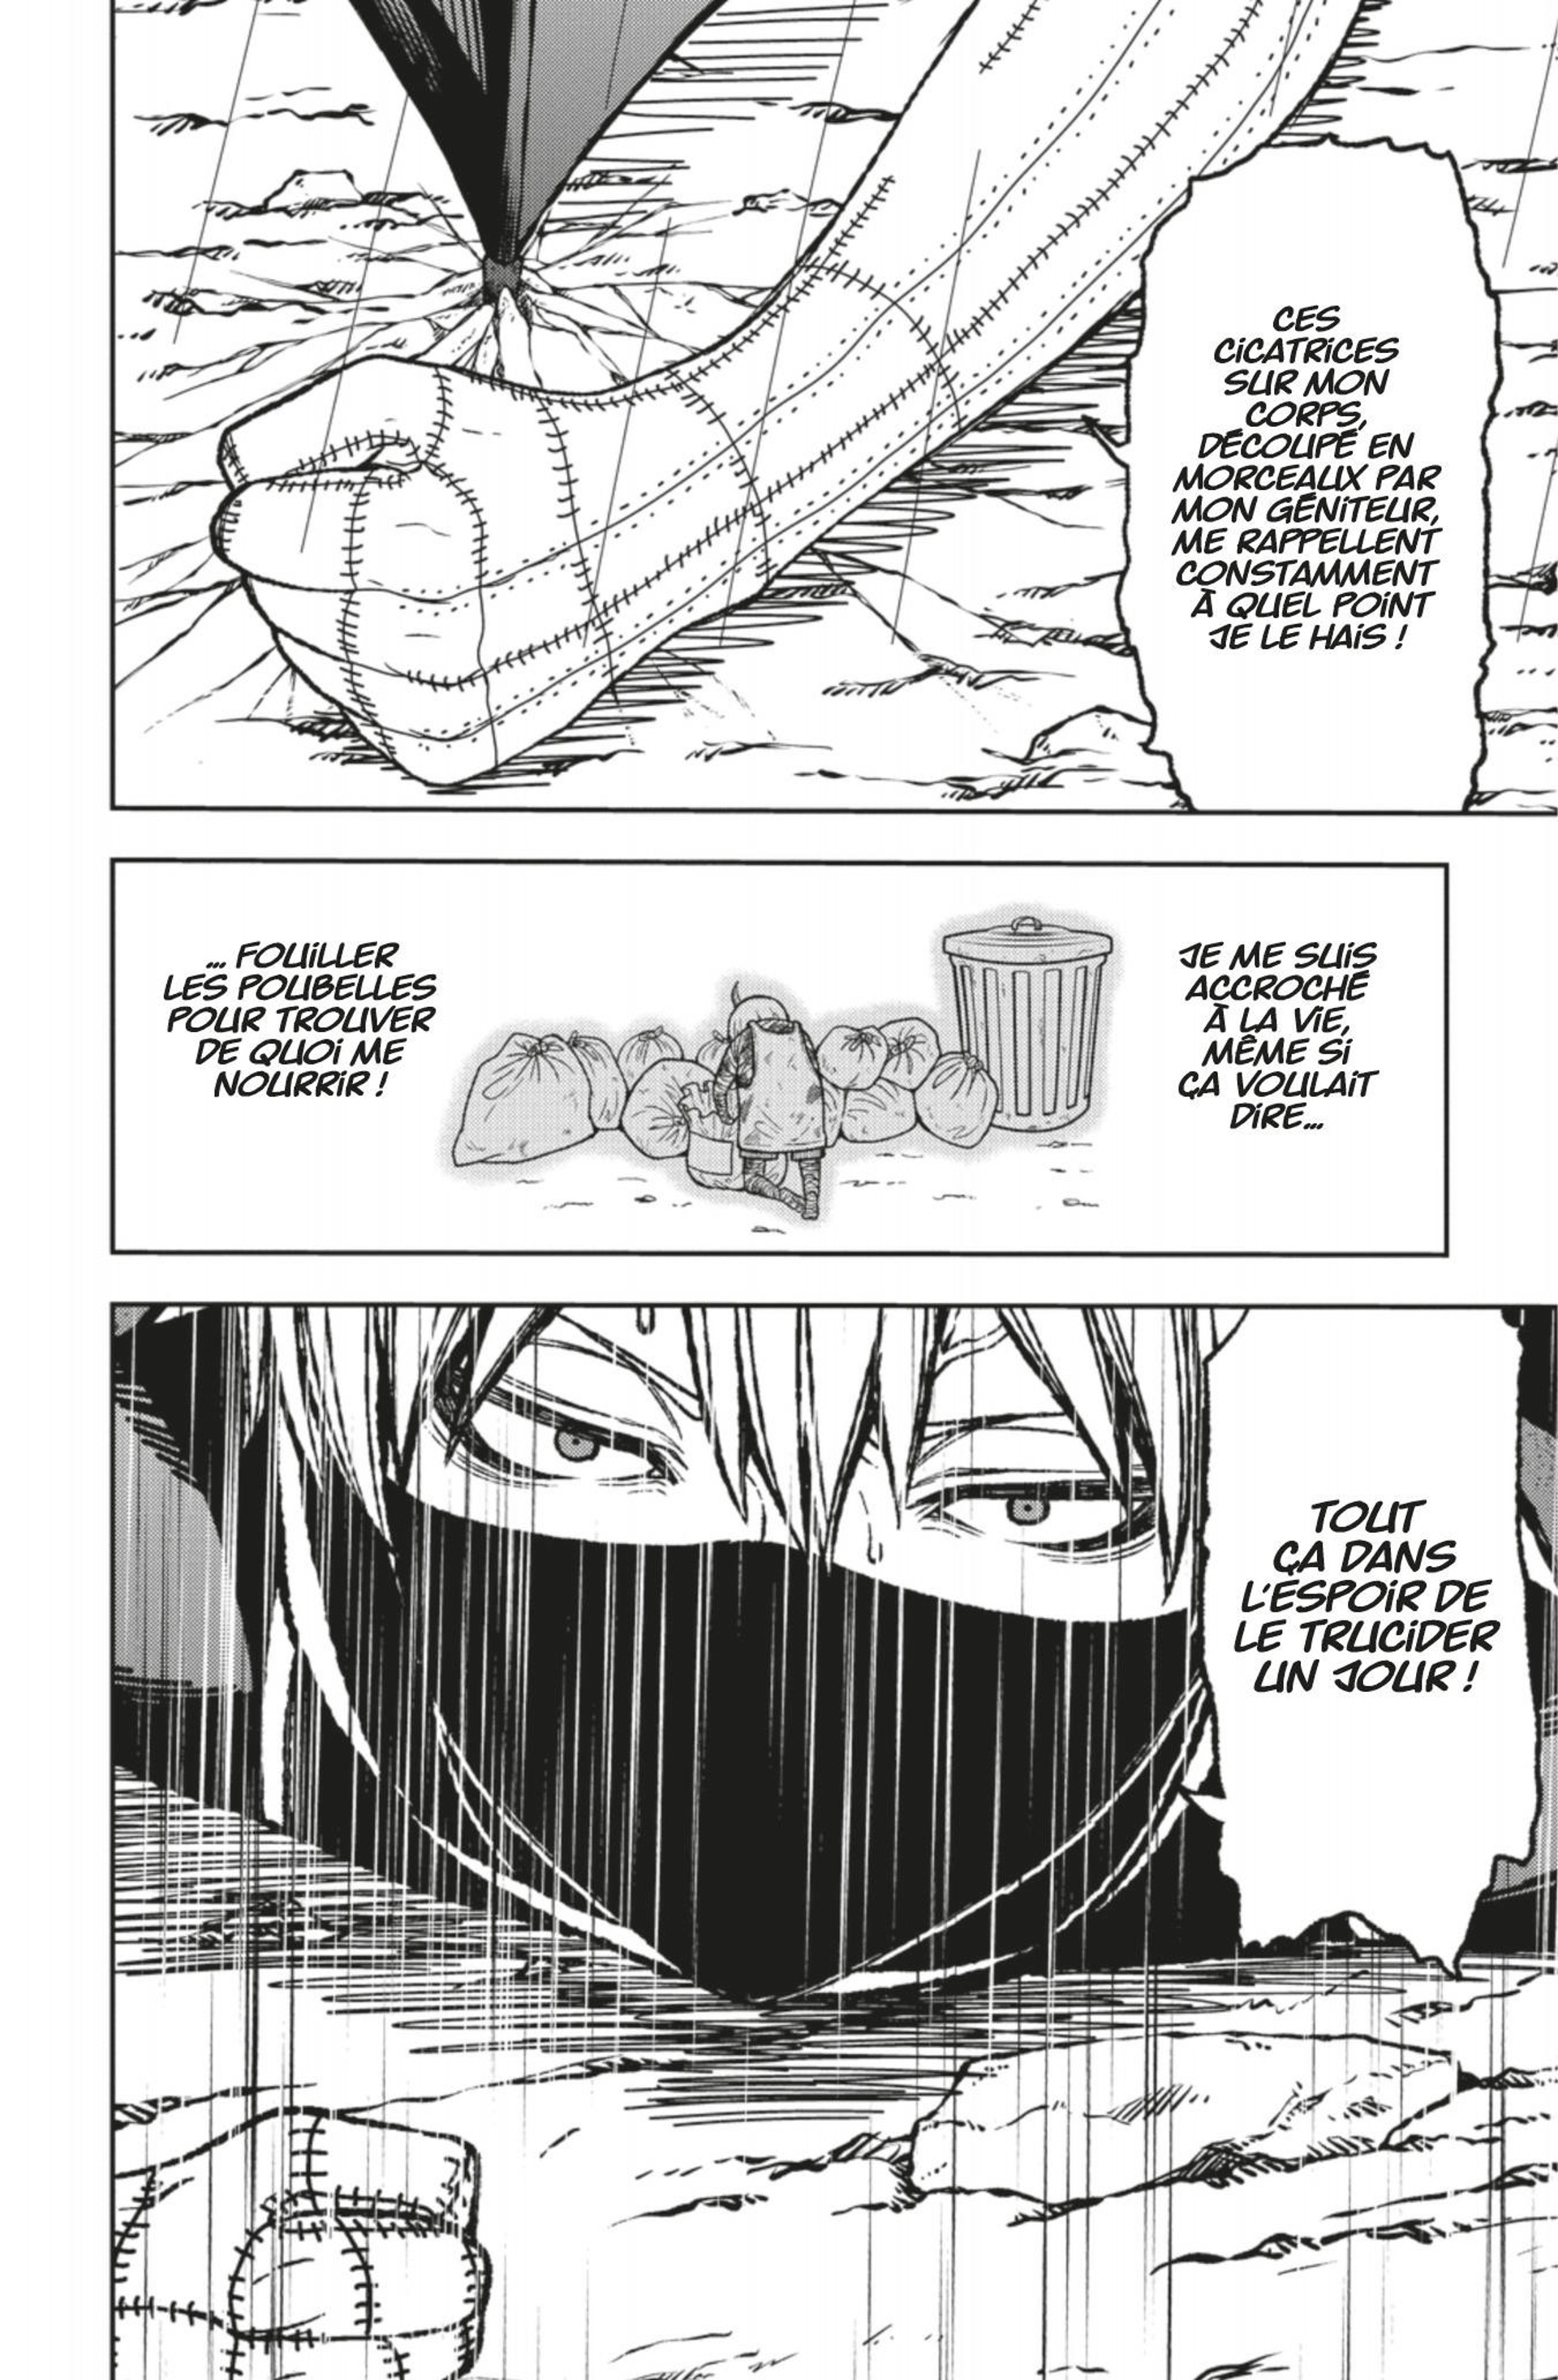 CES
CICATRICES
SUR MON
CORPS,
DÉCOUPÉ EN
MORCEAUX PAR
MON GÉNITEUR,
ME RAPPELLENT
CONSTAMMENT
À QUEL POINT
JE LE HAIS !
JE ME SUIS
ACCROCHÉ
À LA VIE,
MÊME SI
ÇA VOULAIT
DIRE...
... FOUILLER
LES POUBELLES
POUR TROUVER
DE QUOI ME
NOURRIR !
TOUT
ÇA DANS
L'ESPOIR DE
LE TRUCIDER
UN JOUR !